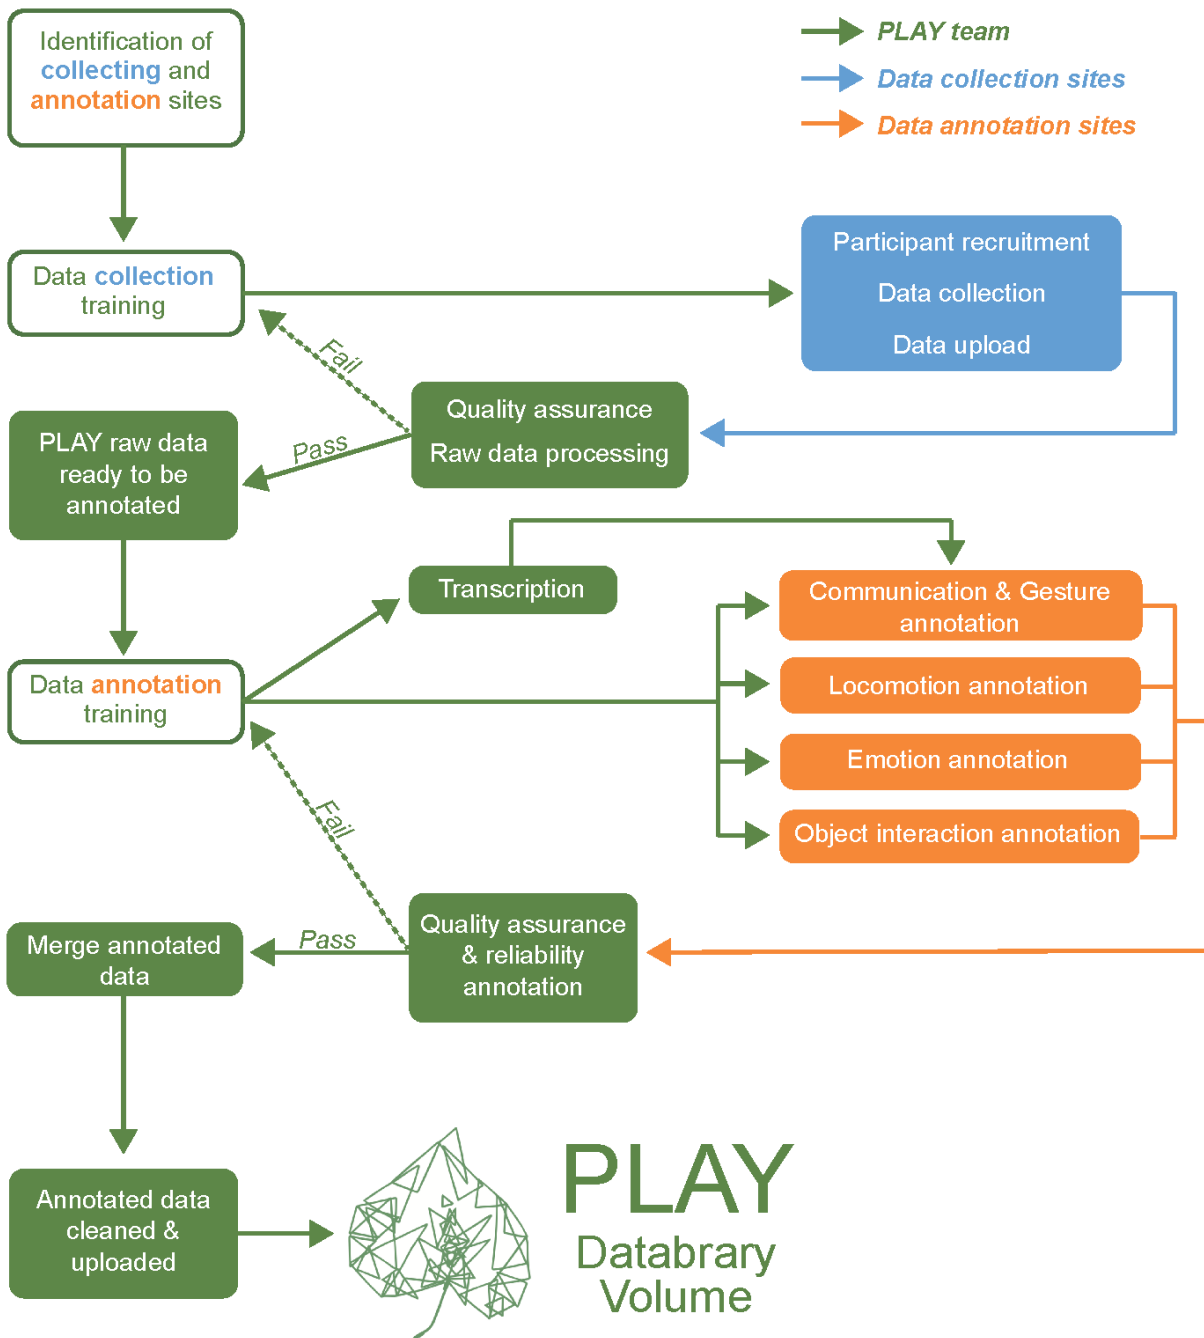 Identification of
collecting and
annotation sites
PLAY team
Data collection sites
Data annotation sites
Data collection
training
Participant recruitment
Data collection
Data upload
Fail
Quality assurance
Raw data processing
Pass
PLAY raw data
ready to be
annotated
Transcription
Communication & Gesture
annotation
Data annotation
training
Locomotion annotation
Emotion annotation
Object interaction annotation
Fail
Quality assurance
& reliability
annotation
Pass
Merge annotated
data
Annotated data
cleaned &
uploaded
PLAY
Databrary
Volume